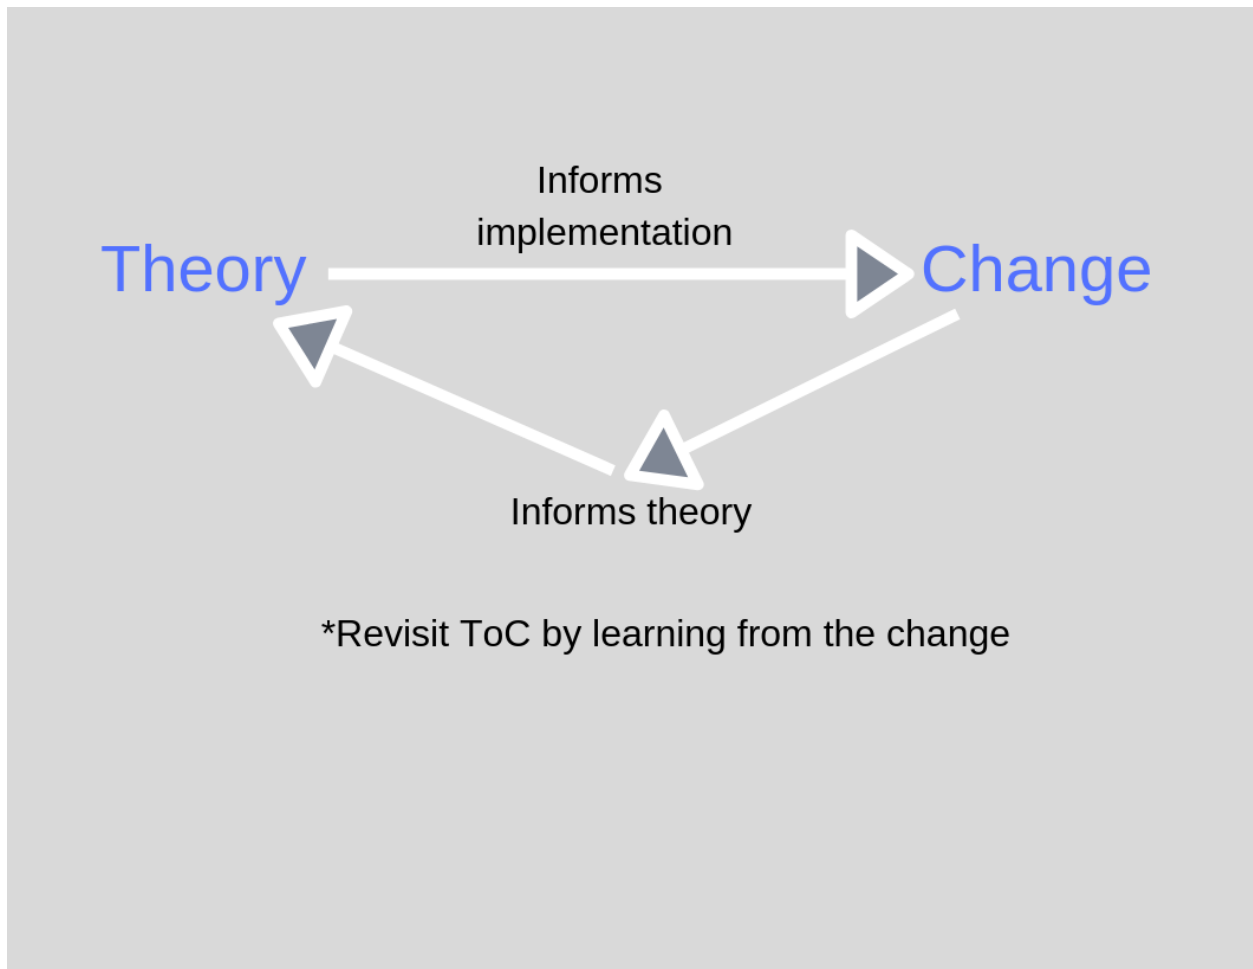 Informs
implementation
Theory
Change
Informs theory
*Revisit ToC by learning from the change